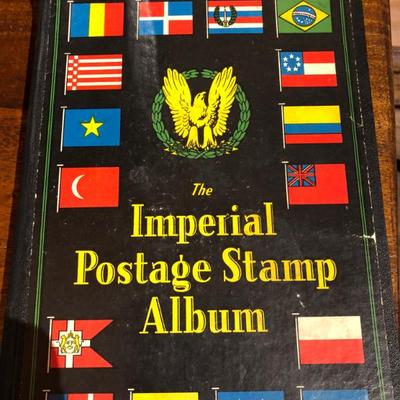 The
Imperial
Postage Stamp
Album